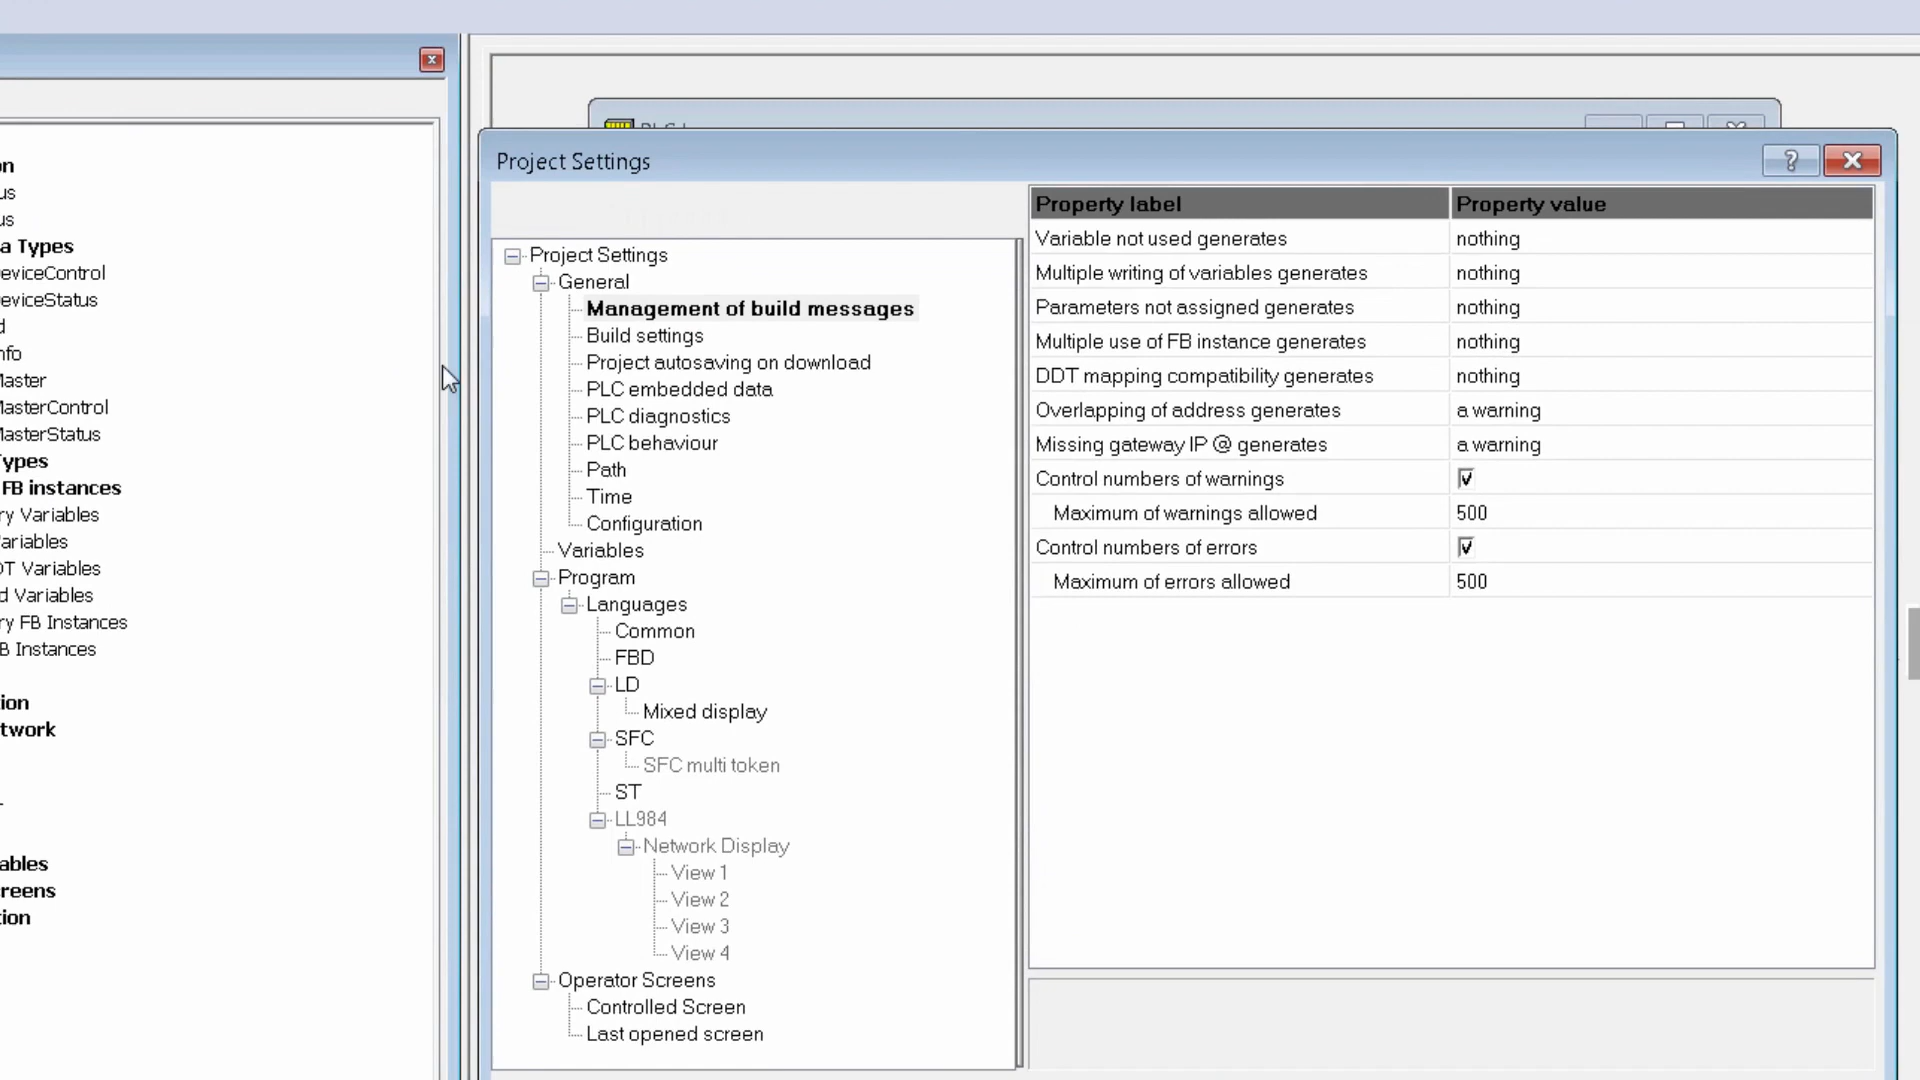 Project Settings
Property label Property value
Variable not used generates nothing
Multiple writing of variables generates nothing
Parameters not assigned generates nothing
Multiple use of FB instance generates nothing
DDT mapping compatibility generates nothing
Overlapping of address generates a warning
Missing gateway IP @ generates a warning
Control numbers of warnings
Maximum of warnings allowed 500
Control numbers of errors
Maximum of errors allowed 500
Project Settings
General
Management of build messages
Build settings
Project autosaving on download
PLC embedded data
PLC diagnostics
PLC behaviour
Path
Time
Configuration
Variables
Program
Languages
Common
FBD
LD
Mixed display
SFC
SFC multi token
ST
LL984
Network Display
View 1
View 2
View 3
View 4
Operator Screens
Controlled Screen
Last opened screen
on
us
us
a Types
eviceControl
eviceStatus
d
nfo
Master
MasterControl
MasterStatus
ypes
FB instances
ry Variables
ariables
DT Variables
d Variables
ry FB Instances
B Instances
ion
twork
ables
creens
tion